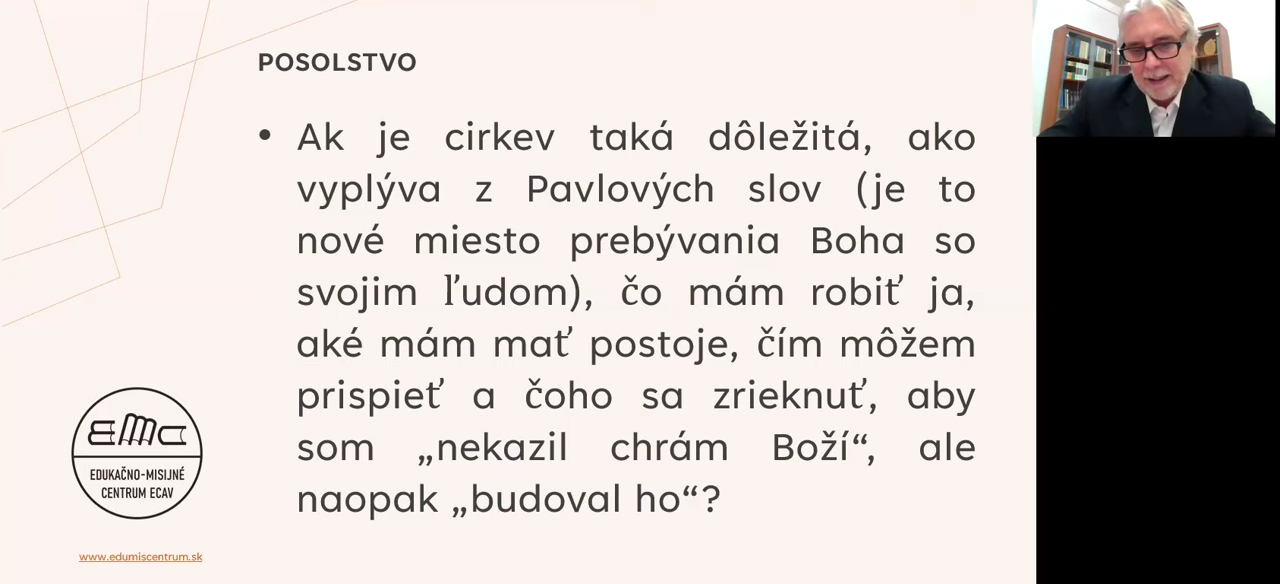 POSOLSTVO
• Ak je cirkev taká dôležitá, ako
vyplýva z Pavlových slov (je to
nové miesto prebývania Boha so
svojim ľudom), čo mám robiť ja,
aké mám mať postoje, čím môžem
prispieť a čoho sa zrieknuť, aby
som „nekazil chrám Boží“, ale
naopak „budoval ho“?
EMC
EDUKAČNO-MISIJNÉ
CENTRUM ECAV
www.edumiscentrum.sk